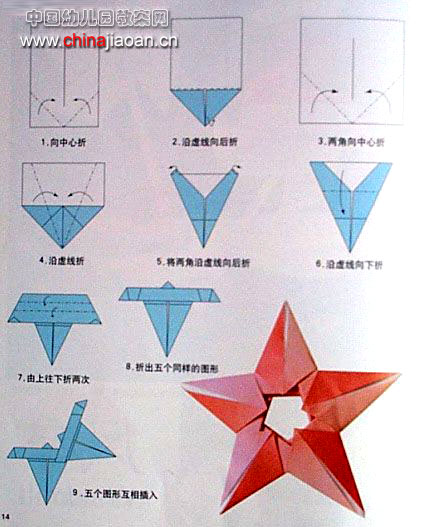 中国幼儿园教案网
www.chinajiaoan.cn
1.向中心折
2.沿虚线向后折
3.两角向中心折
4.沿虚线折
5.将两角沿虚线向后折
6.沿虚线向下折
7.由上往下折两次
8.折出五个同样的图形
9.五个图形互相插入
14